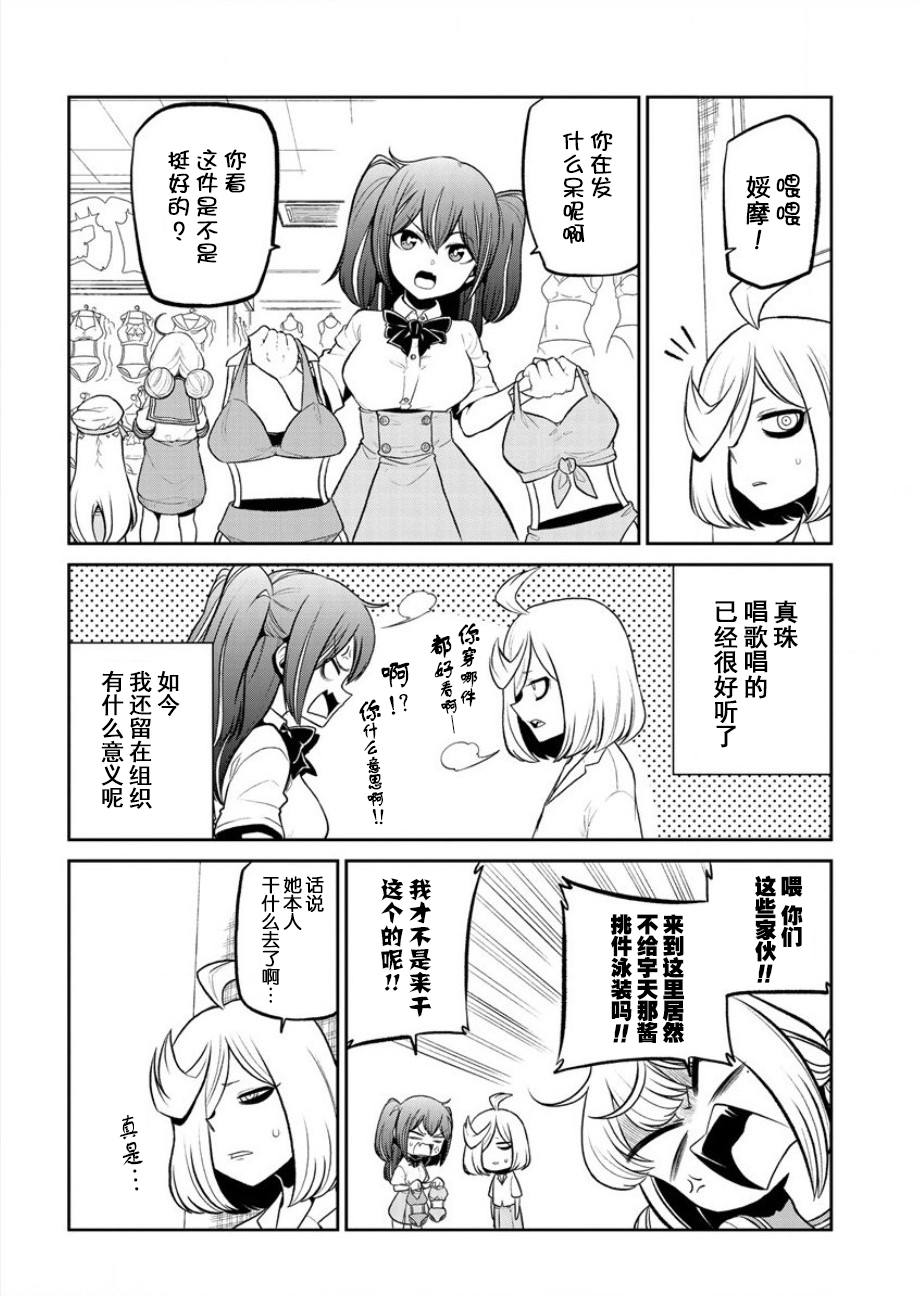 喂喂
婑摩！
你在发
什么呆呢啊
你看
这件是不是
挺好的？
真珠
唱歌唱的
已经很好听了
你穿哪件
都好看啊—
啊！？
你什么意思啊！！
如今
我还留在组织
有什么意义呢
喂 你们
这些家伙！！
来到这里居然
不给宇天那酱
挑件泳装吗！！
我才不是来干
这个的呢！！
话说
她本人
干什么去了啊…
真是…